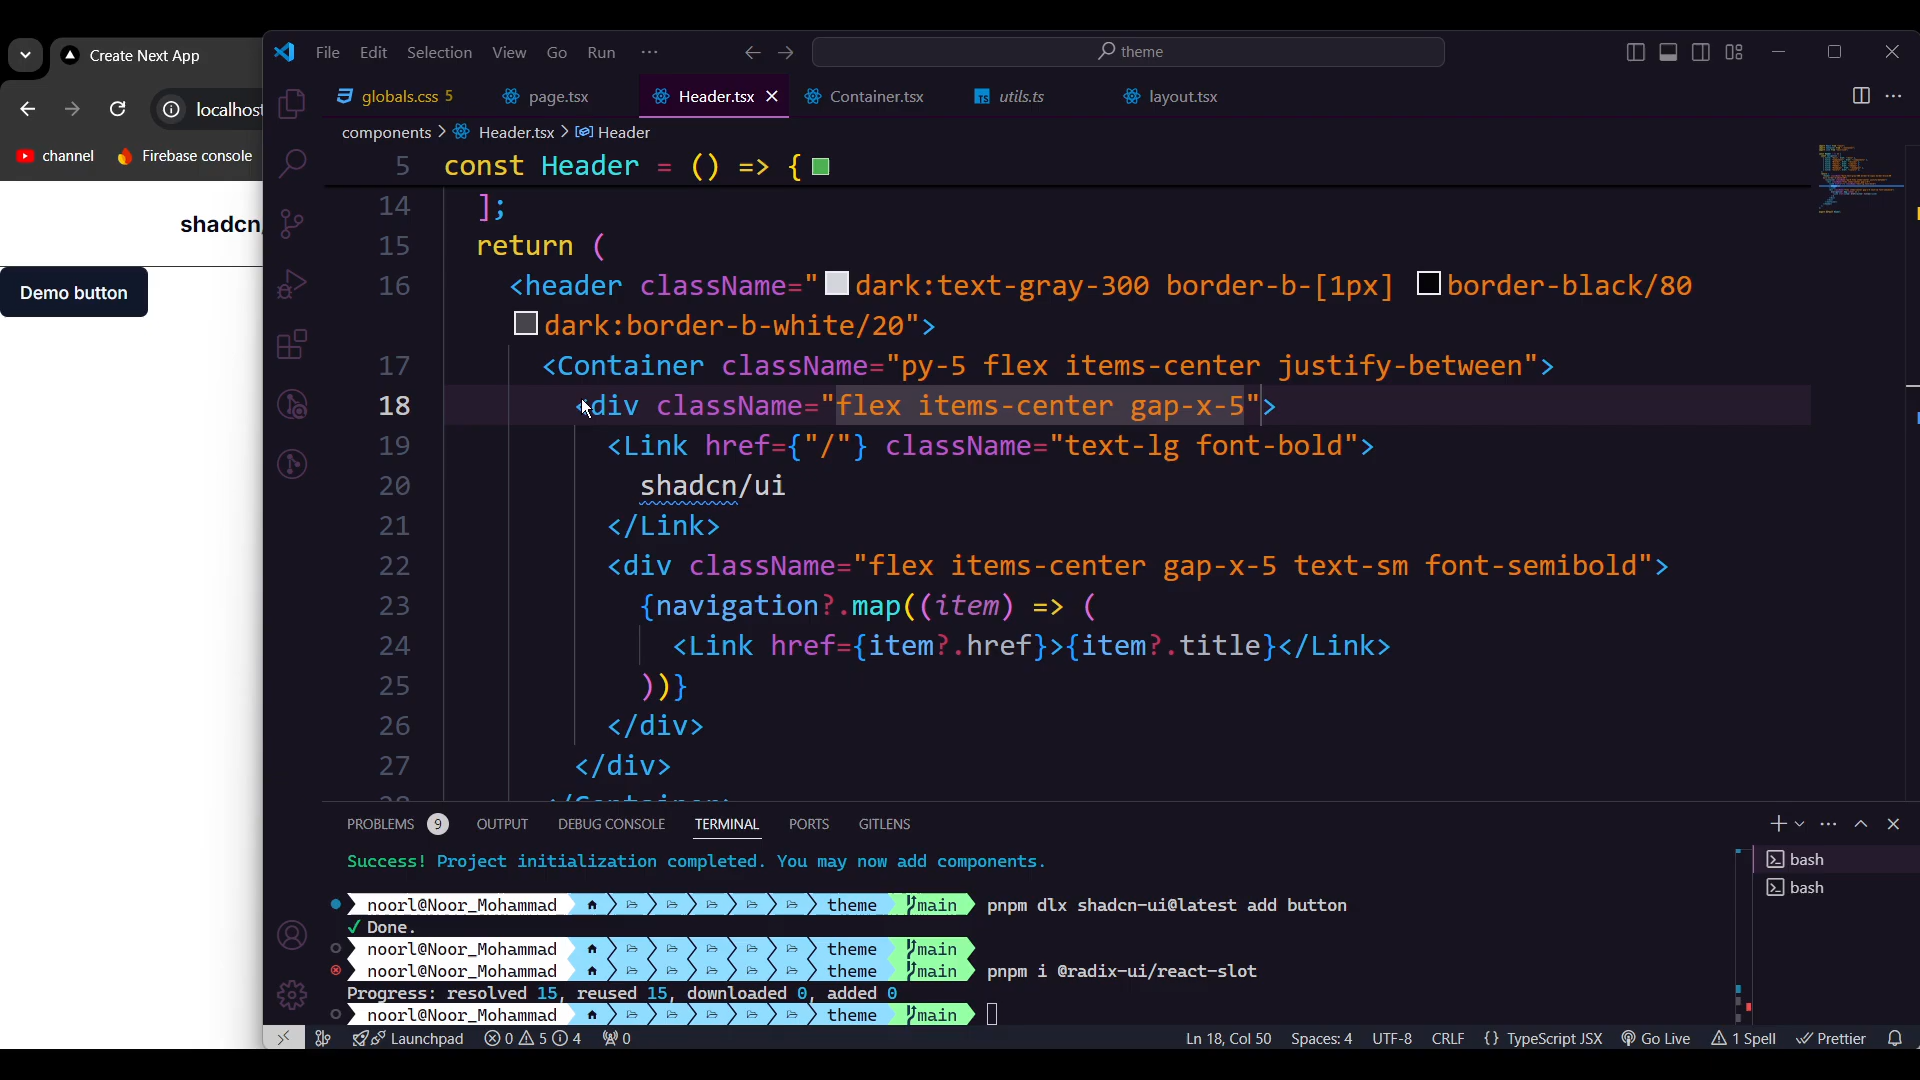 Create Next App
localhost
channel
Firebase console
shadcn/
Demo button
File Edit Selection View Go Run ···
theme
globals.css 5
page.tsx
Header.tsx
Container.tsx
utils.ts
layout.tsx
components > Header.tsx > Header
5 const Header = () => {
14 ];
15 return (
16 <header className="dark:text-gray-300 border-b-[1px] border-black/80
dark:border-b-white/20">
17 <Container className="py-5 flex items-center justify-between">
18 <div className="flex items-center gap-x-5">
19 <Link href={"/"} className="text-lg font-bold">
20 shadcn/ui
21 </Link>
22 <div className="flex items-center gap-x-5 text-sm font-semibold">
23 {navigation?.map((item) => (
24 <Link href={item?.href}>{item?.title}</Link>
25 ))}
26 </div>
27 </div>
28 </Container>
PROBLEMS 9 OUTPUT DEBUG CONSOLE TERMINAL PORTS GITLENS
Success! Project initialization completed. You may now add components.
noorl@Noor_Mohammad theme main pnpm dlx shadcn-ui@latest add button
✓ Done.
noorl@Noor_Mohammad theme main
noorl@Noor_Mohammad theme main pnpm i @radix-ui/react-slot
Progress: resolved 15, reused 15, downloaded 0, added 0
noorl@Noor_Mohammad theme main
bash
bash
Launchpad 0 5 4 0 Ln 18, Col 50 Spaces: 4 UTF-8 CRLF {} TypeScript JSX Go Live 1 Spell Prettier